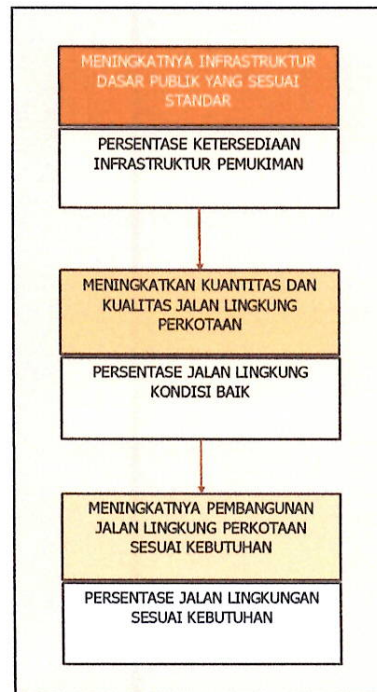 MENINGKATNYA INFRASTRUKTUR
DASAR PUBLIK YANG SESUAI
STANDAR
PERSENTASE KETERSEDIAAN
INFRASTRUKTUR PEMUKIMAN
MENINGKATKAN KUANTITAS DAN
KUALITAS JALAN LINGKUNG
PERKOTAAN
PERSENTASE JALAN LINGKUNG
KONDISI BAIK
MENINGKATNYA PEMBANGUNAN
JALAN LINGKUNG PERKOTAAN
SESUAI KEBUTUHAN
PERSENTASE JALAN LINGKUNGAN
SESUAI KEBUTUHAN